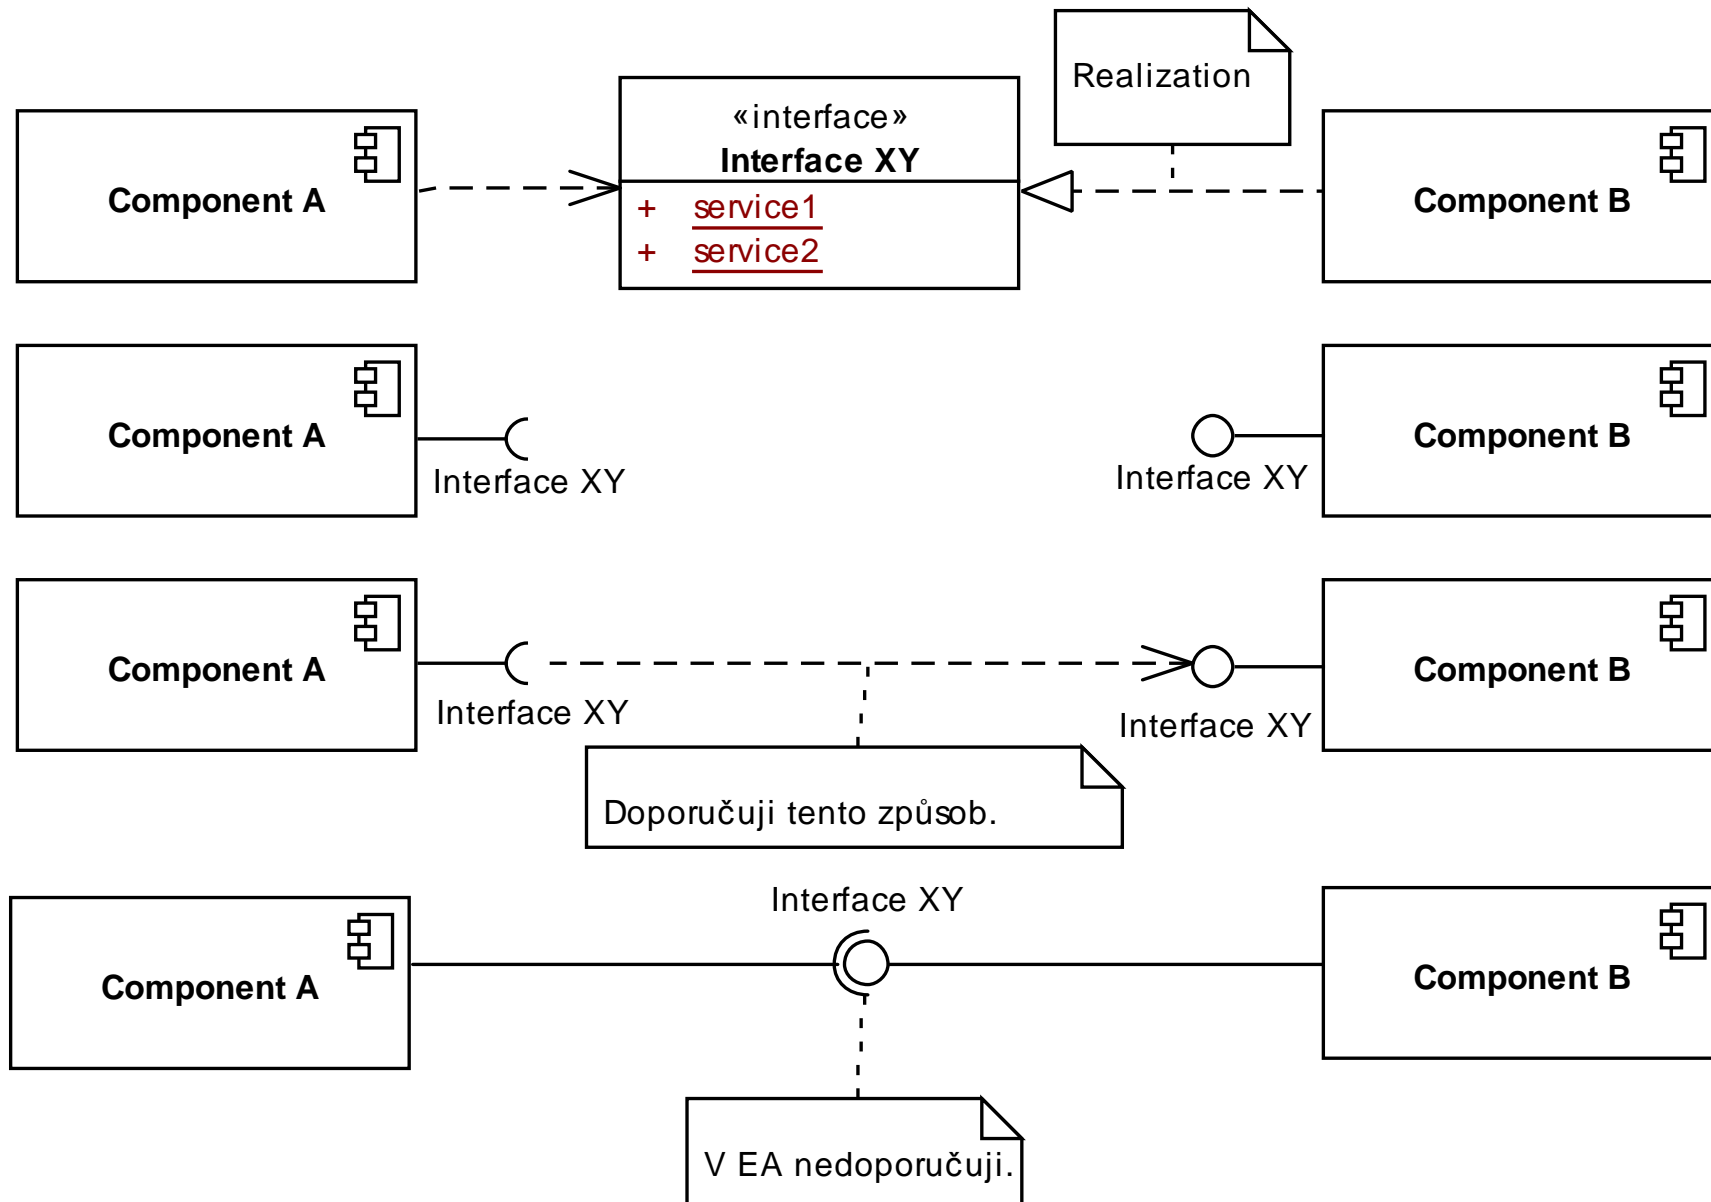 Realization
«interface»
Interface XY
Component A
+ service1
+ service2
Component B
Component A
Interface XY
Interface XY
Component B
Component A
Interface XY
Interface XY
Component B
Doporučuji tento způsob.
Interface XY
Component A
Component B
V EA nedoporučuji.